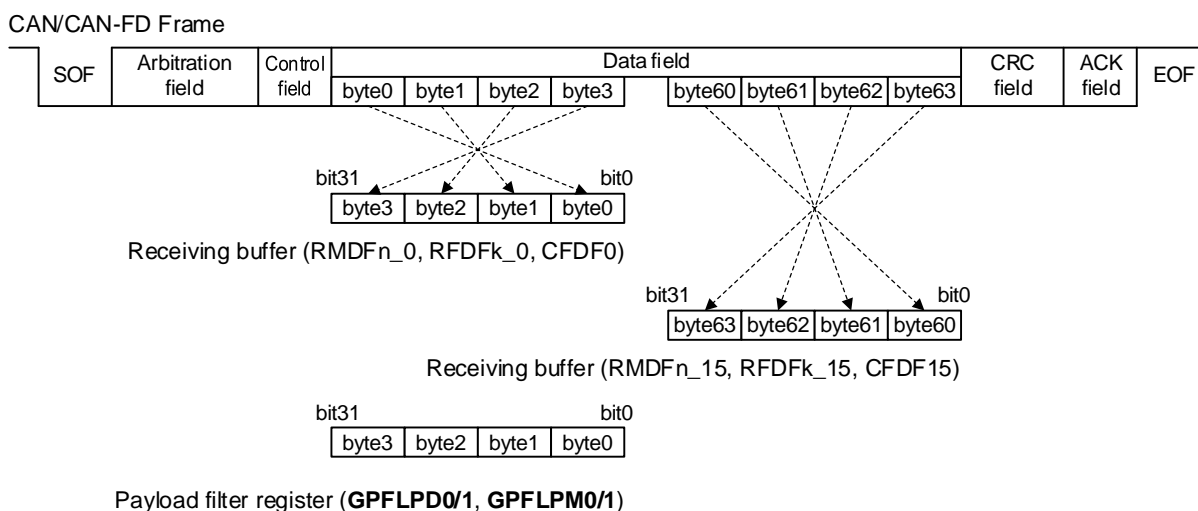 CAN/CAN-FD Frame
SOF Arbitration field Control field Data field CRC field ACK field EOF
byte0 byte1 byte2 byte3 byte60 byte61 byte62 byte63
bit31 bit0
byte3 byte2 byte1 byte0
Receiving buffer (RMDFn_0, RFDFk_0, CFDF0)
bit31 bit0
byte63 byte62 byte61 byte60
Receiving buffer (RMDFn_15, RFDFk_15, CFDF15)
bit31 bit0
byte3 byte2 byte1 byte0
Payload filter register (GPFLPD0/1, GPFLPM0/1)